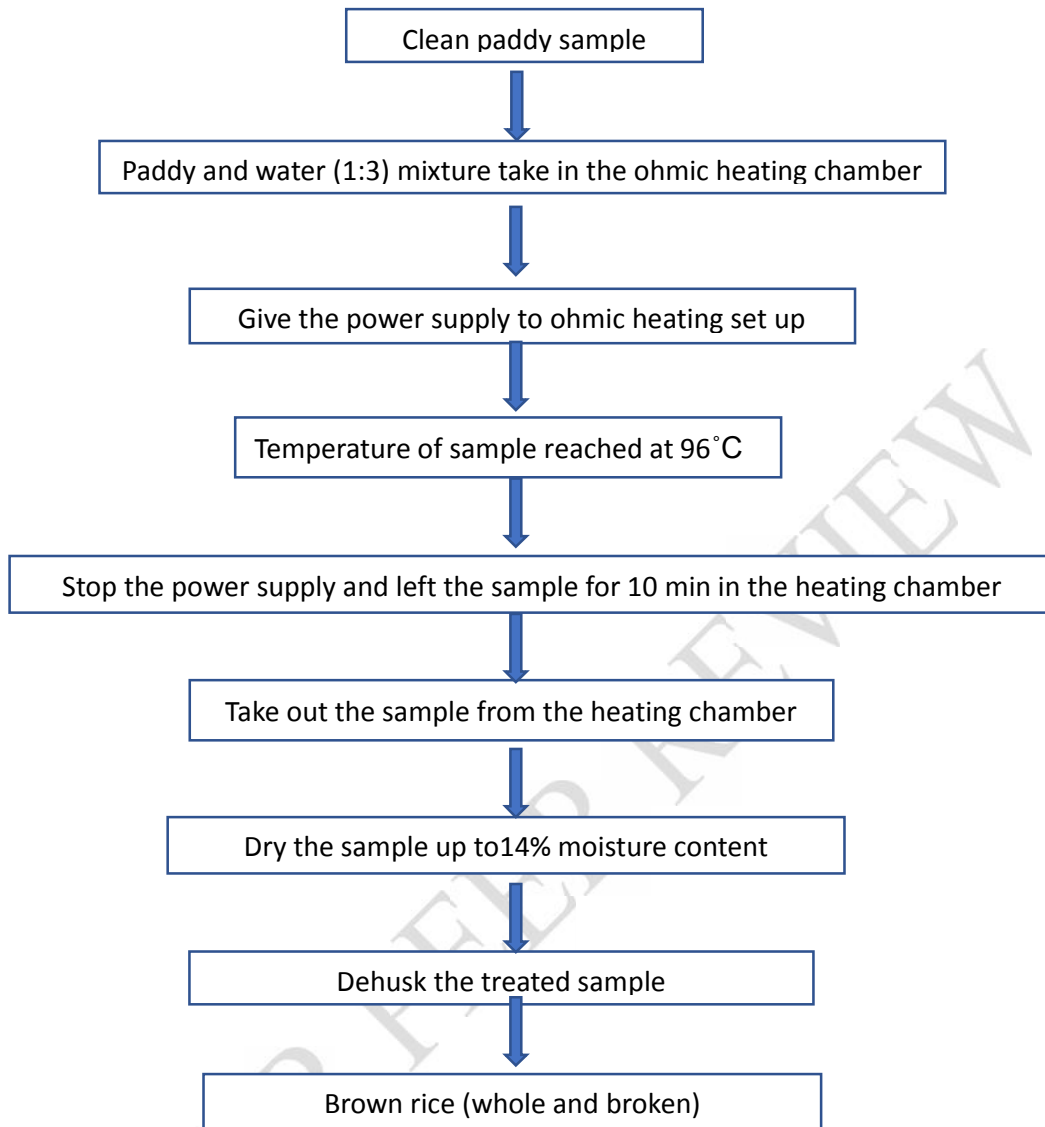 Clean paddy sample
Paddy and water (1:3) mixture take in the ohmic heating chamber
Give the power supply to ohmic heating set up
Temperature of sample reached at 96°C
Stop the power supply and left the sample for 10 min in the heating chamber
Take out the sample from the heating chamber
Dry the sample up to14% moisture content
Dehusk the treated sample
Brown rice (whole and broken)
PEER REVIEW